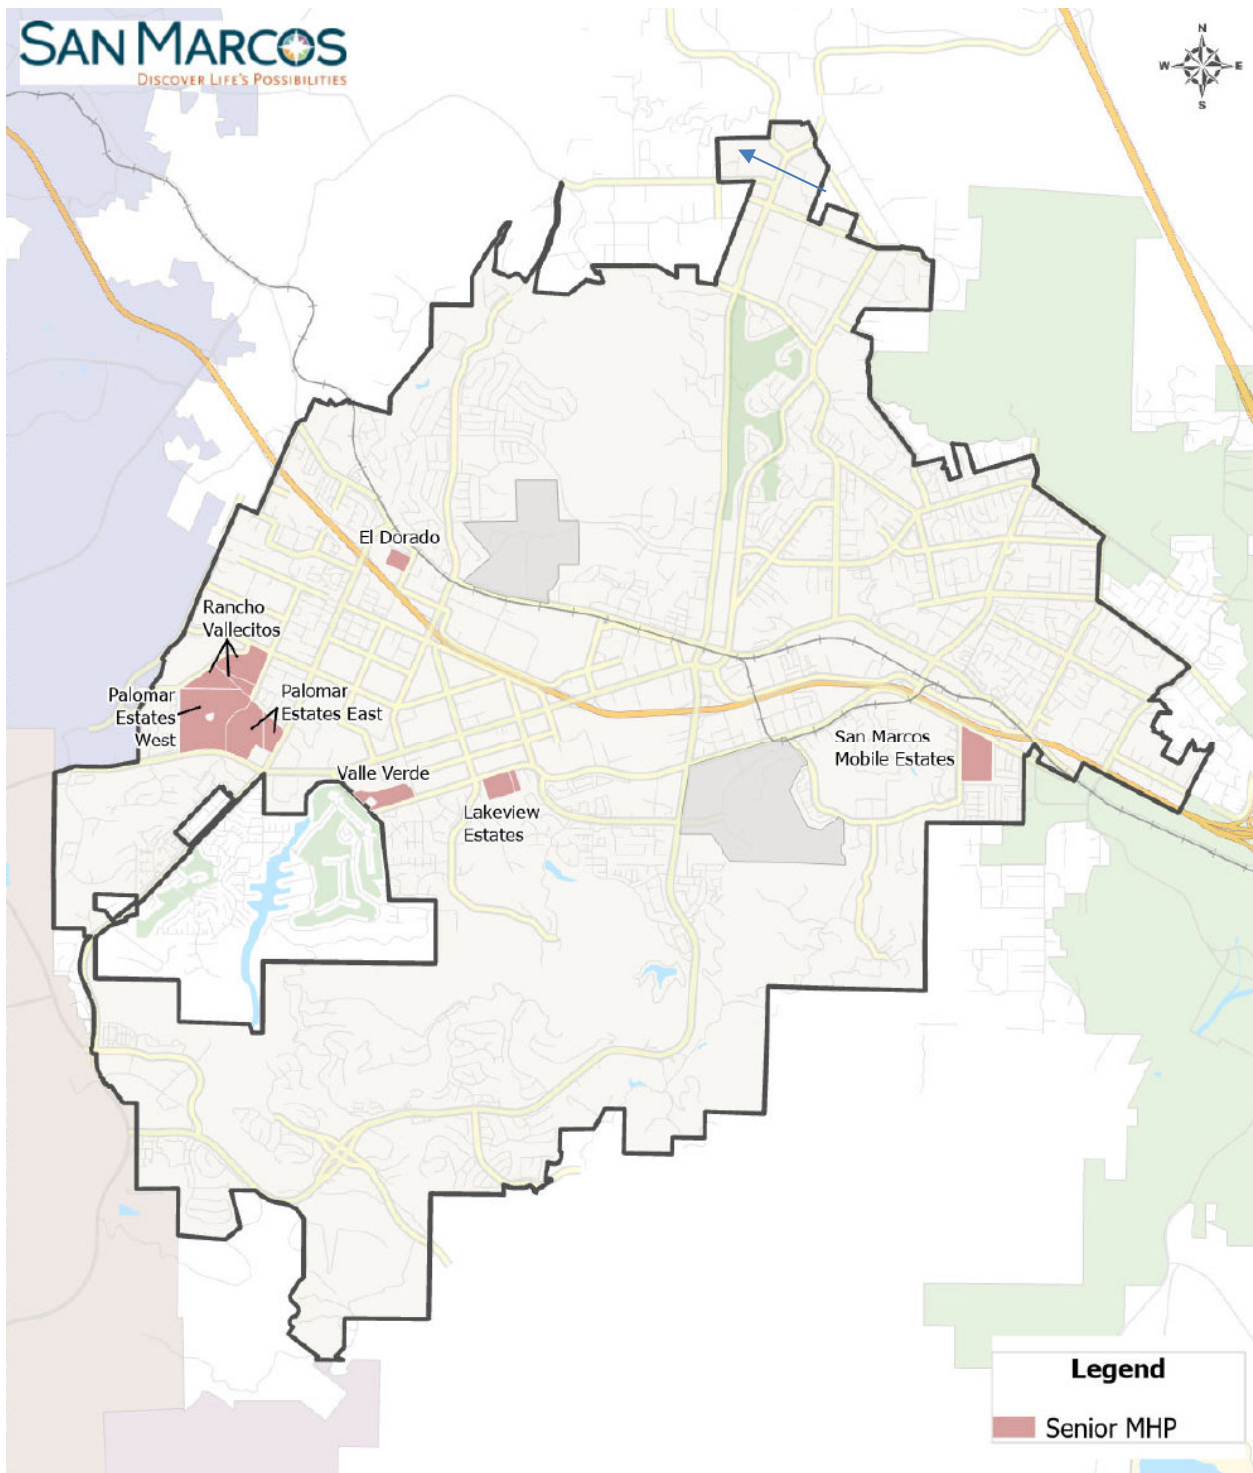 SAN MARCOS
DISCOVER LIFE'S POSSIBILITIES
N
W E
S
El Dorado
Rancho
Vallecitos
Palomar
Estates
West
Palomar
Estates East
Valle Verde
Lakeview
Estates
San Marcos
Mobile Estates
Legend
Senior MHP